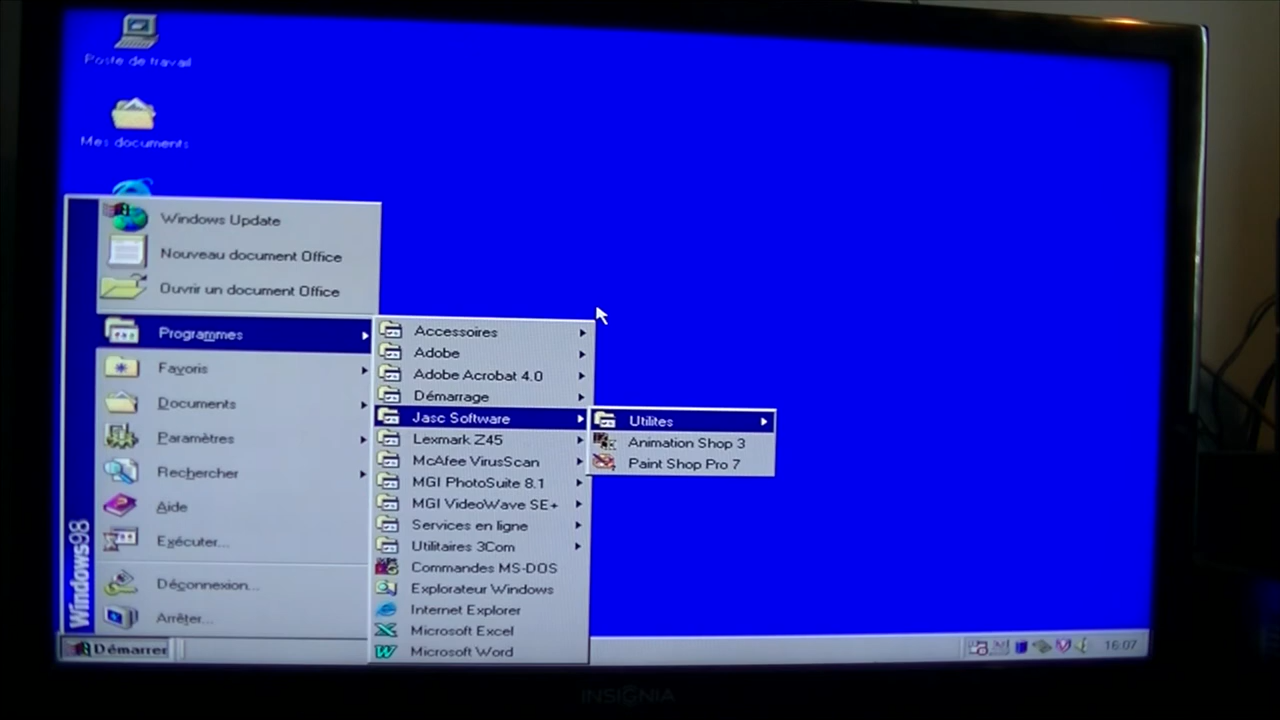 Poste de travail
Mes documents
Windows Update
Nouveau document Office
Ouvrir un document Office
Programmes
Favoris
Documents
Paramètres
Rechercher
Aide
Exécuter...
Déconnexion...
Arrêter...
Windows98
Démarrer
Accessoires
Adobe
Adobe Acrobat 4.0
Démarrage
Jasc Software
Lexmark Z45
McAfee VirusScan
MGI PhotoSuite 8.1
MGI VideoWave SE+
Services en ligne
Utilitaires 3Com
Commandes MS-DOS
Explorateur Windows
Internet Explorer
Microsoft Excel
Microsoft Word
Utilites
Animation Shop 3
Paint Shop Pro 7
16:07
INSIGNIA